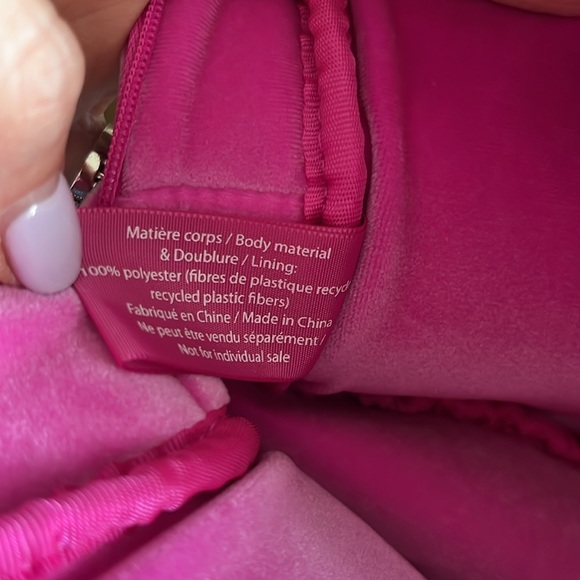 Matière corps / Body material
& Doublure / Lining:
100% polyester (fibres de plastique recyc
recycled plastic fibers)
Fabriqué en Chine / Made in China
Ne peut être vendu séparément /
Not for individual sale